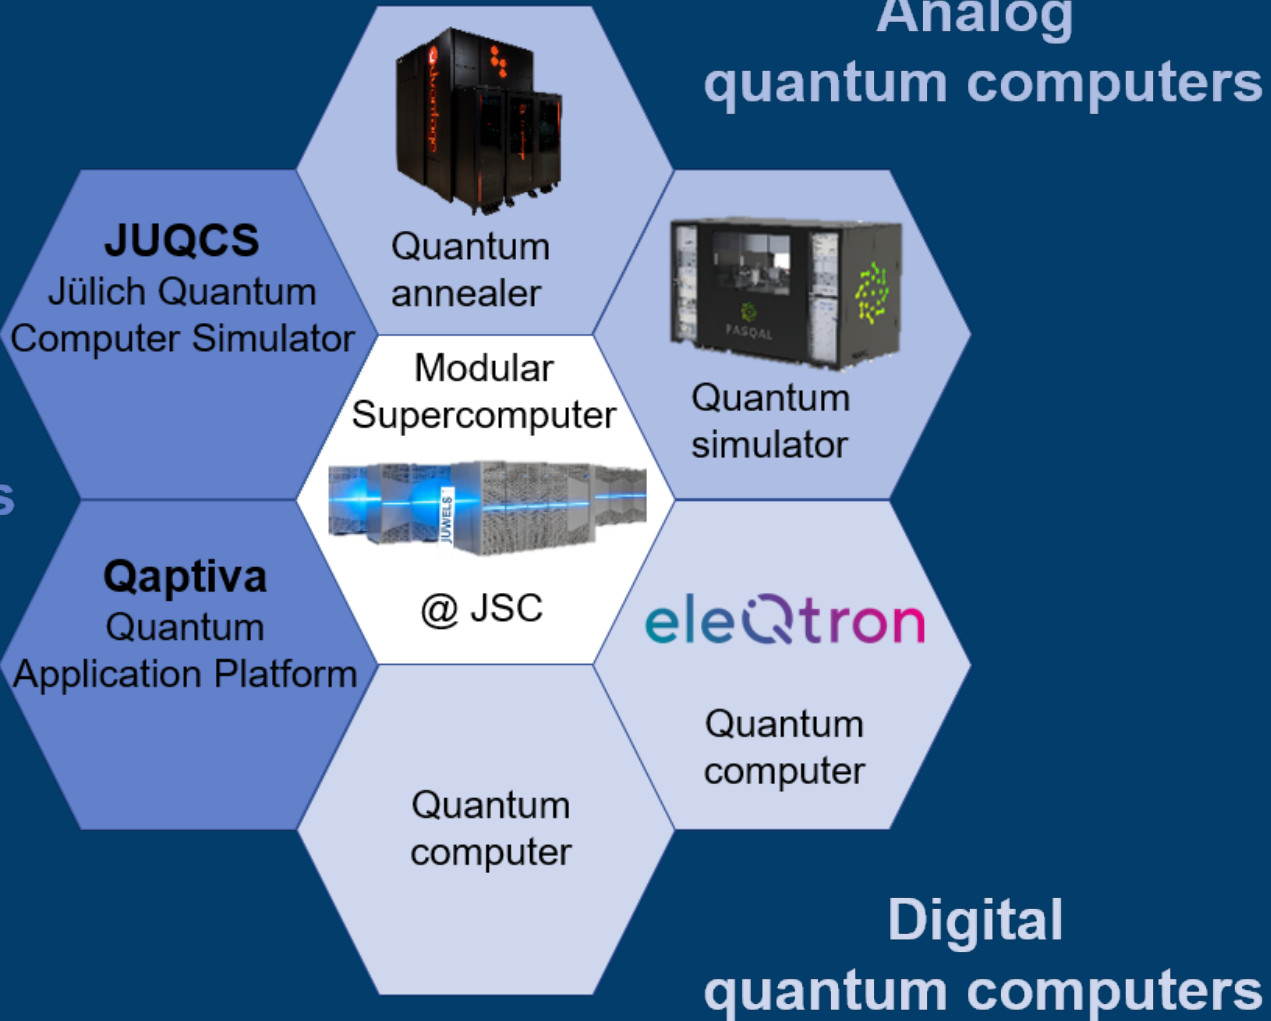 Analog
quantum computers
Advantage
Quantum
annealer
JUQCS
Jülich Quantum
Computer Simulator
PASQAL
Quantum
simulator
Modular
Supercomputer
JUWELS
@ JSC
s
Qaptiva
Quantum
Application Platform
eleQtron
Quantum
computer
Quantum
computer
Digital
quantum computers